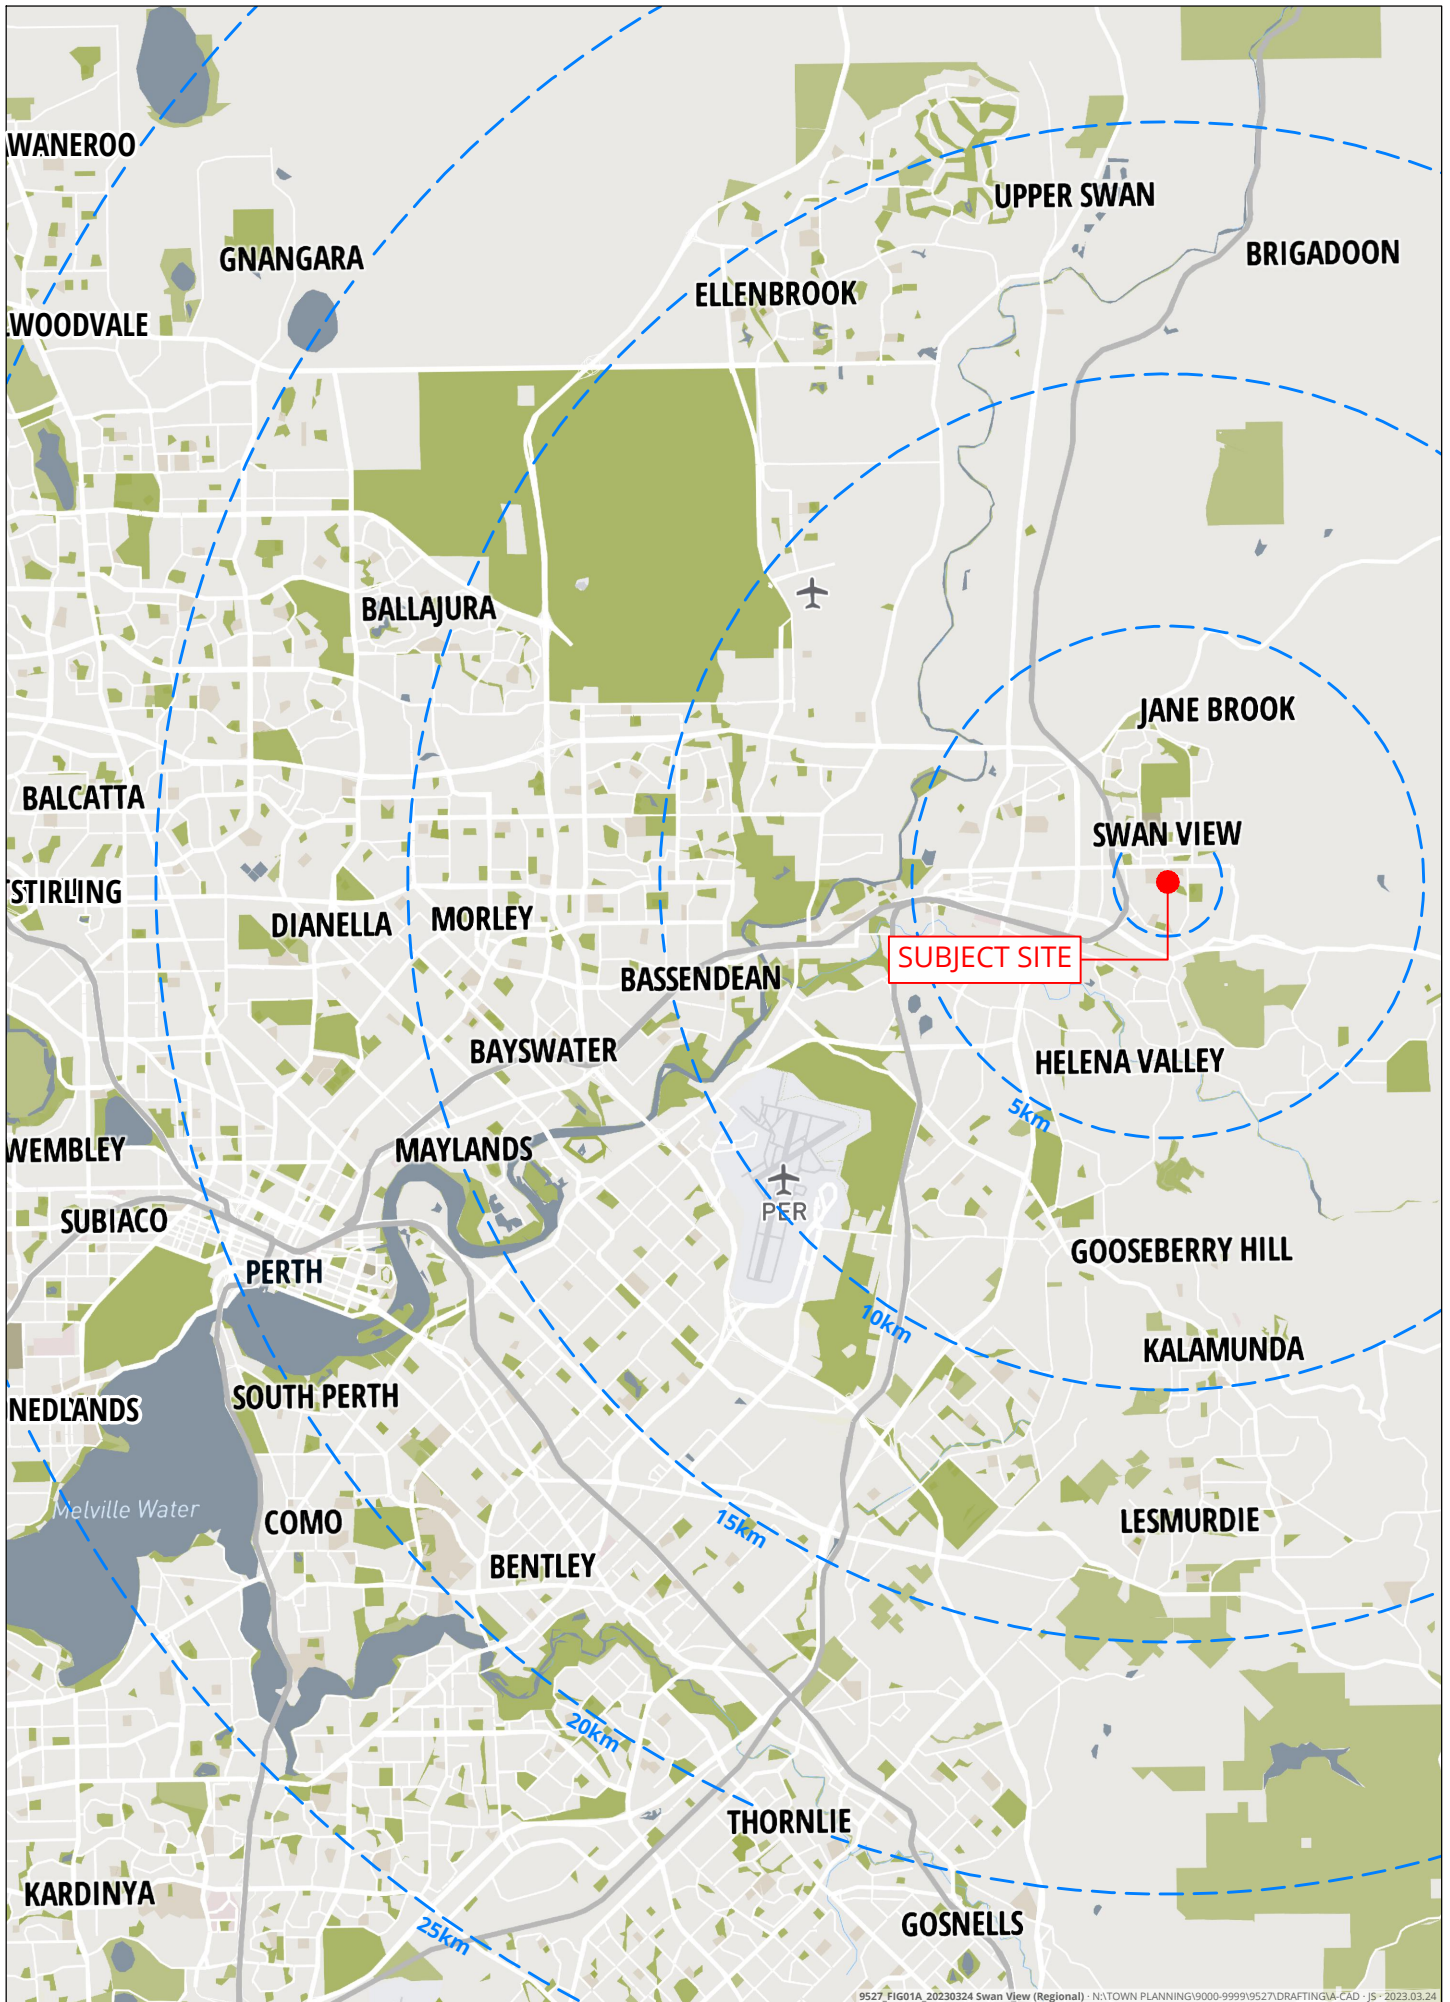 WANEROO
UPPER SWAN
GNANGARA
BRIGADOON
ELLENBROOK
WOODVALE
BALLAJURA
JANE BROOK
BALCATTA
SWAN VIEW
STIRLING
DIANELLA
MORLEY
SUBJECT SITE
BASSENDEAN
BAYSWATER
HELENA VALLEY
5km
WEMBLEY
MAYLANDS
PER
SUBIACO
GOOSEBERRY HILL
PERTH
10km
KALAMUNDA
SOUTH PERTH
NEDLANDS
Melville Water
COMO
15km
LESMURDIE
BENTLEY
20km
THORNLIE
KARDINYA
GOSNELLS
25km
9527_FIG01A_20230324 Swan View (Regional) · N:\TOWN PLANNING\9000-9999\9527\DRAFTING\A-CAD · JS · 2023.03.24